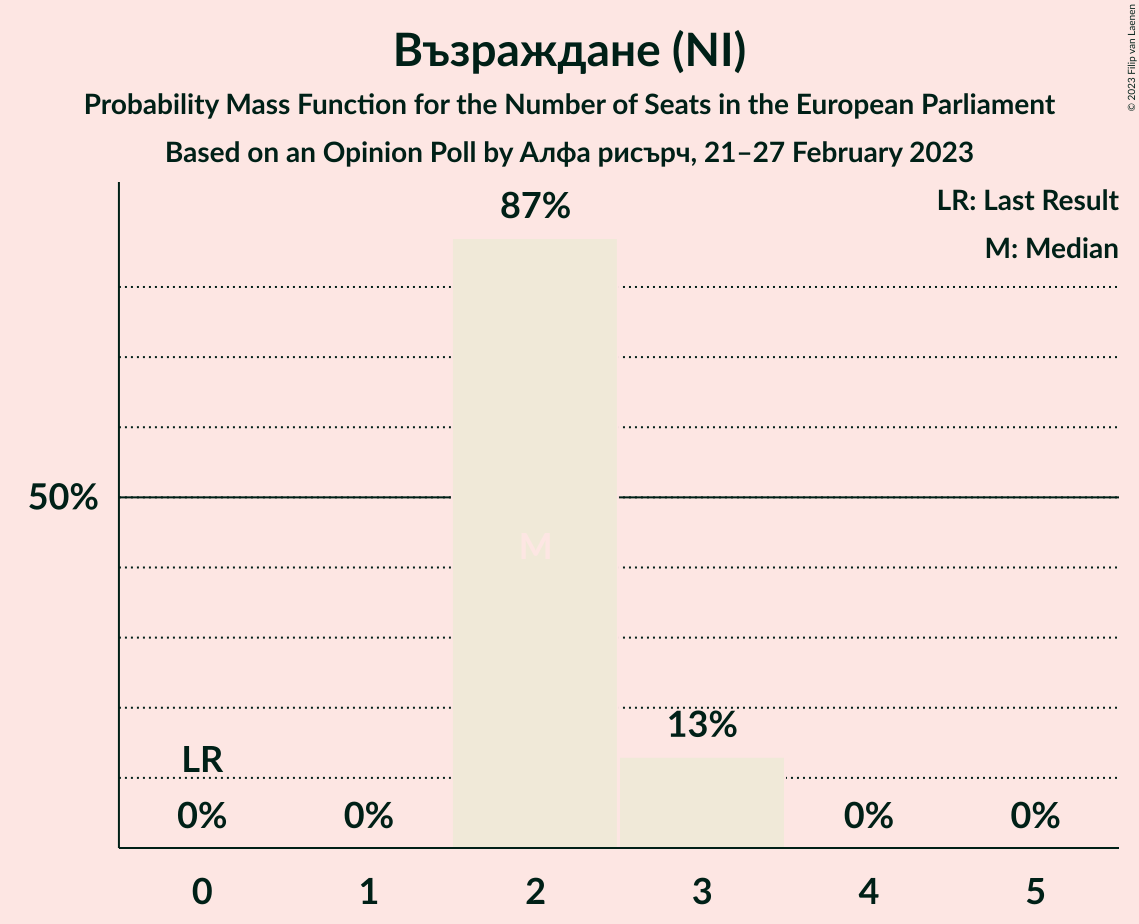 Възраждане (NI)
Probability Mass Function for the Number of Seats in the European Parliament
Based on an Opinion Poll by Алфа рисърч, 21–27 February 2023
© 2023 Filip van Laenen
LR: Last Result
M: Median
87%
50%
M
13%
LR
0%
0%
0%
0%
0
1
2
3
4
5